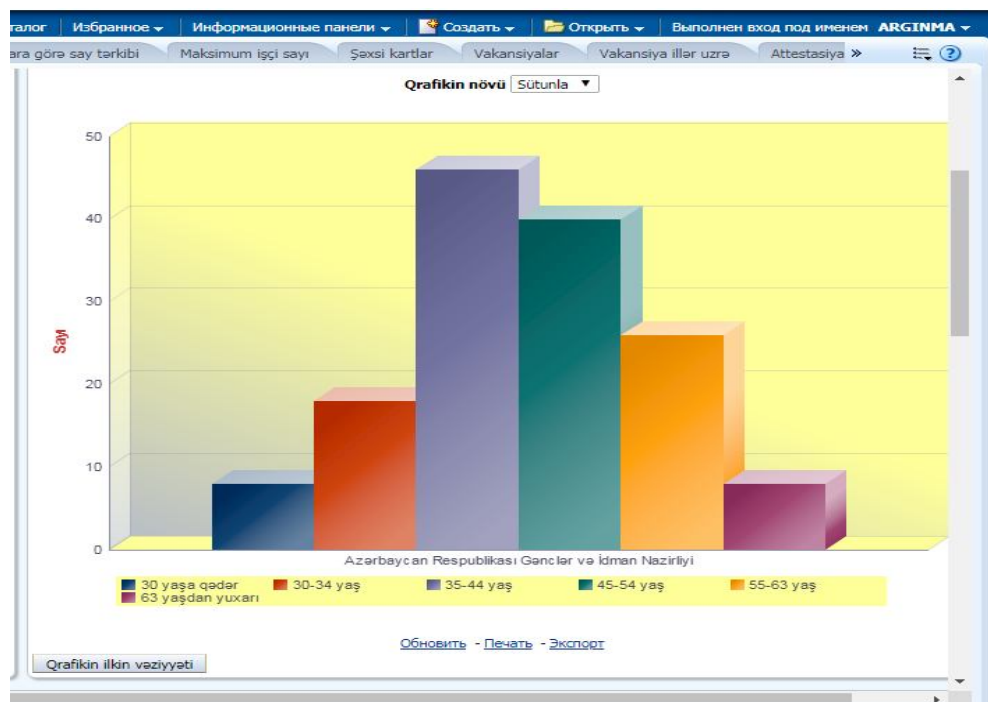 талог Избранное Информационные панели Создать Открыть Выполнен вход под именем ARGINMA
ara görə say tərkibi Maksimum işçi sayı Şəxsi kartlar Vakansiyalar Vakansiya illər uzrə Attestasiya »
Qrafikin növü Sütunla
50
40
30
20
10
0
Sayı
Azərbaycan Respublikası Gənclər və İdman Nazirliyi
30 yaşa qədər 30-34 yaş 35-44 yaş 45-54 yaş 55-63 yaş
63 yaşdan yuxarı
Обновить - Печать - Экспорт
Qrafikin ilkin vəziyyəti